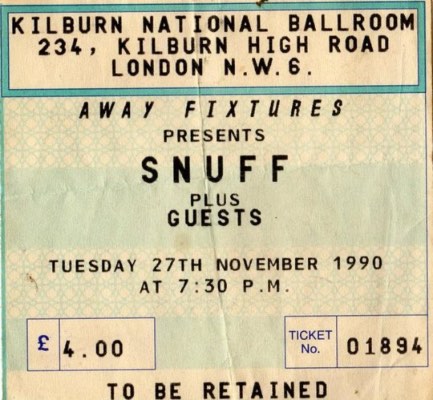 KILBURN NATIONAL BALLROOM
234, KILBURN HIGH ROAD
LONDON N.W.6.
AWAY FIXTURES
PRESENTS
SNUFF
PLUS
GUESTS
TUESDAY 27TH NOVEMBER 1990
AT 7:30 P.M.
£ 4.00
TICKET No. 01894
TO BE RETAINED